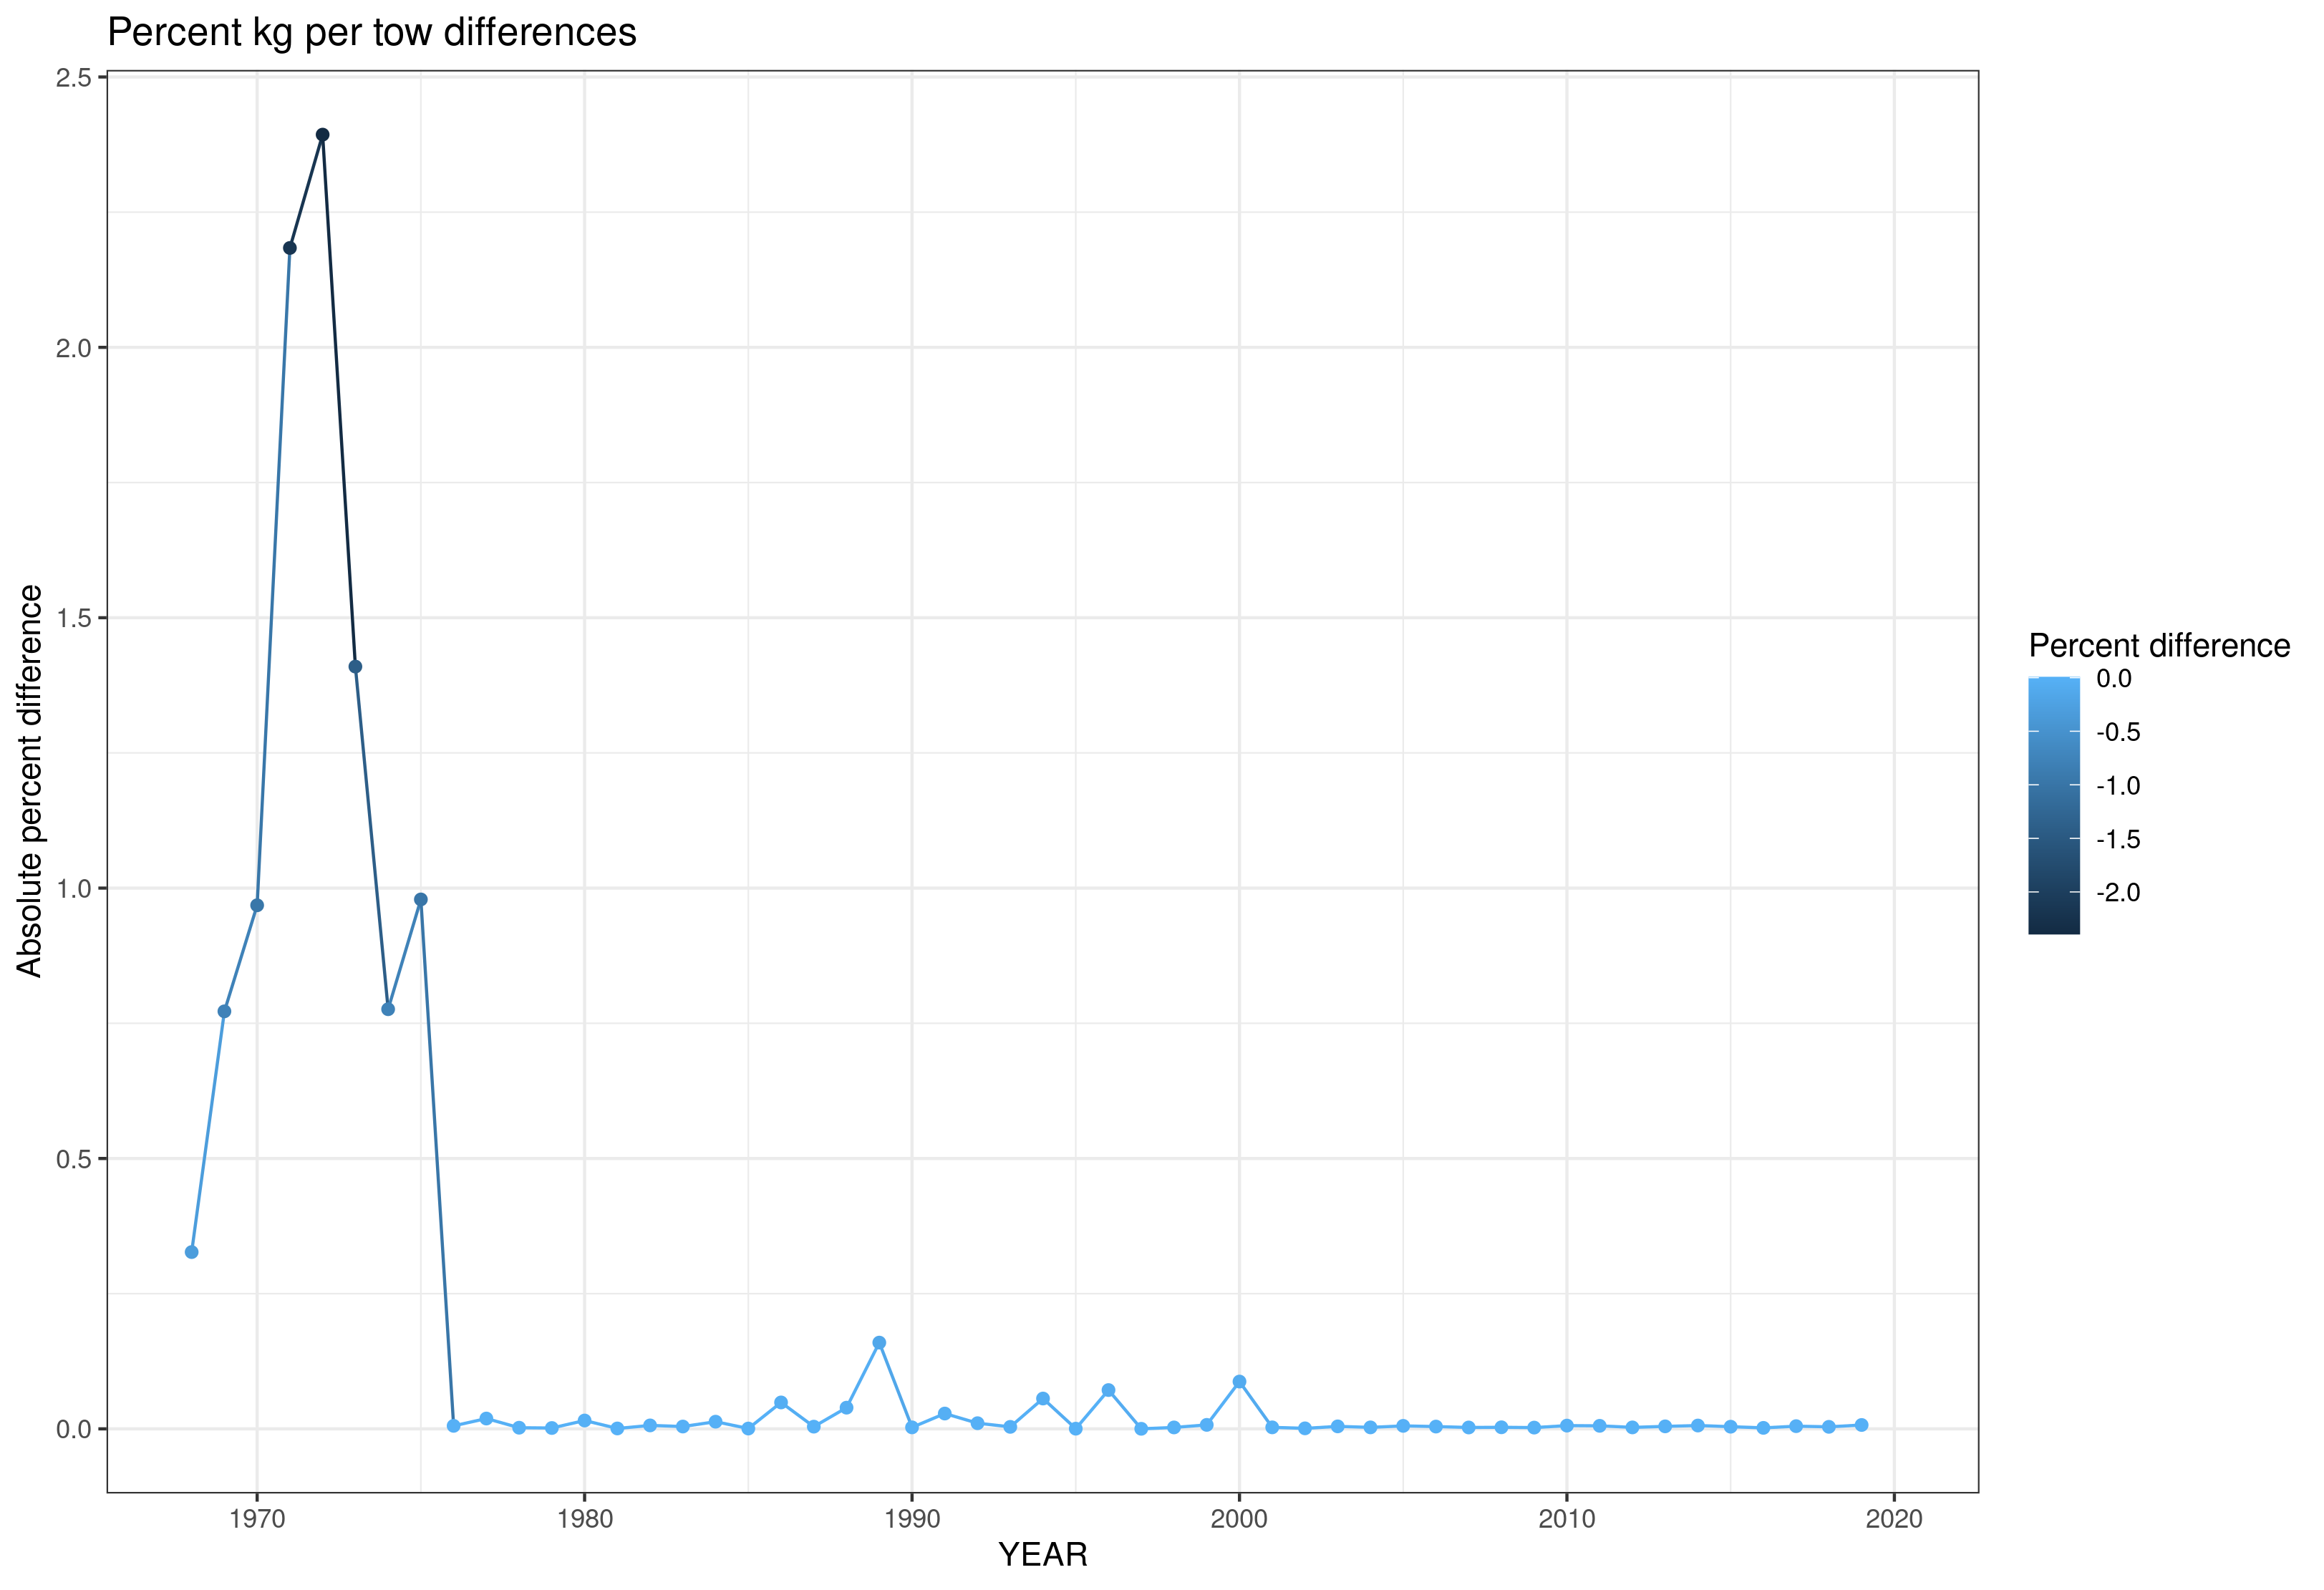 Percent kg per tow differences
2.5
2.0
1.5
1.0
0.5
0.0
Absolute percent difference
1970 1980 1990 2000 2010 2020
YEAR
Percent difference
0.0
-0.5
-1.0
-1.5
-2.0